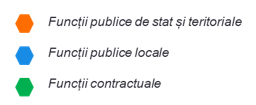 Funcții publice de stat și teritoriale
Funcții publice locale
Funcții contractuale